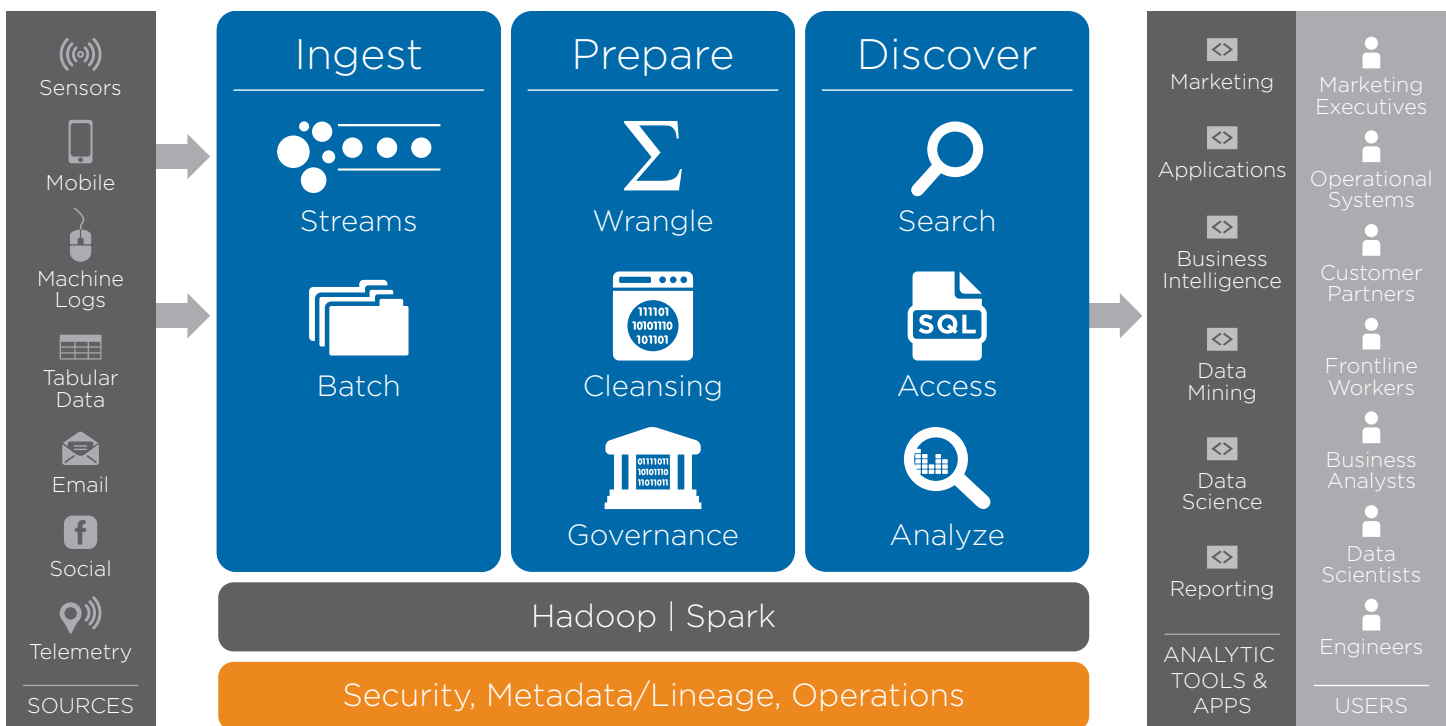 Sensors
Mobile
Machine
Logs
Tabular
Data
Email
f
Social
Telemetry
SOURCES
Ingest
Streams
Batch
Prepare
Σ
Wrangle
111101
10101110
101101
Cleansing
01111011
10101110
11011011
Governance
Discover
Search
SQL
Access
Analyze
Hadoop | Spark
Security, Metadata/Lineage, Operations
<>
Marketing
<>
Applications
<>
Business
Intelligence
<>
Data
Mining
<>
Data
Science
<>
Reporting
ANALYTIC
TOOLS &
APPS
Marketing
Executives
Operational
Systems
Customer
Partners
Frontline
Workers
Business
Analysts
Data
Scientists
Engineers
USERS